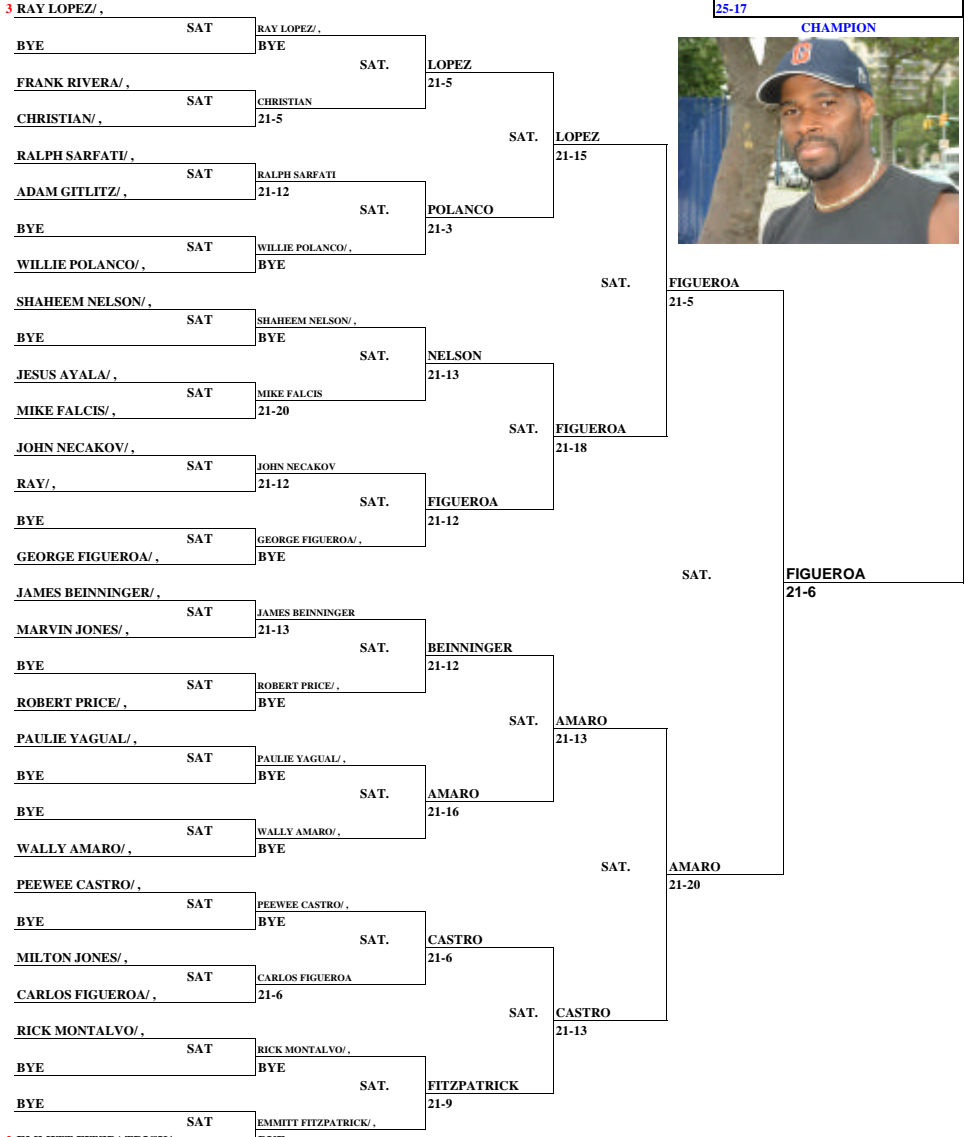 3 RAY LOPEZ/ ,
25-17
SAT
RAY LOPEZ/ ,
CHAMPION
BYE
BYE
SAT.
LOPEZ
FRANK RIVERA/ ,
21-5
SAT
CHRISTIAN
CHRISTIAN/ ,
21-5
SAT.
LOPEZ
RALPH SARFATI/ ,
21-15
SAT
RALPH SARFATI
ADAM GITLITZ/ ,
21-12
SAT.
POLANCO
BYE
21-3
SAT
WILLIE POLANCO/ ,
WILLIE POLANCO/ ,
BYE
SAT.
FIGUEROA
SHAHEEM NELSON/ ,
21-5
SAT
SHAHEEM NELSON/ ,
BYE
BYE
SAT.
NELSON
JESUS AYALA/ ,
21-13
SAT
MIKE FALCIS
MIKE FALCIS/ ,
21-20
SAT.
FIGUEROA
JOHN NECAKOV/ ,
21-18
SAT
JOHN NECAKOV
RAY/ ,
21-12
SAT.
FIGUEROA
BYE
21-12
SAT
GEORGE FIGUEROA/ ,
GEORGE FIGUEROA/ ,
BYE
SAT.
FIGUEROA
JAMES BEINNINGER/ ,
21-6
SAT
JAMES BEINNINGER
MARVIN JONES/ ,
21-13
SAT.
BEINNINGER
BYE
21-12
SAT
ROBERT PRICE/ ,
ROBERT PRICE/ ,
BYE
SAT.
AMARO
PAULIE YAGUAL/ ,
21-13
SAT
PAULIE YAGUAL/ ,
BYE
BYE
SAT.
AMARO
BYE
21-16
SAT
WALLY AMARO/ ,
WALLY AMARO/ ,
BYE
SAT.
AMARO
PEEWEE CASTRO/ ,
21-20
SAT
PEEWEE CASTRO/ ,
BYE
BYE
SAT.
CASTRO
MILTON JONES/ ,
21-6
SAT
CARLOS FIGUEROA
CARLOS FIGUEROA/ ,
21-6
SAT.
CASTRO
RICK MONTALVO/ ,
21-13
SAT
RICK MONTALVO/ ,
BYE
BYE
SAT.
FITZPATRICK
BYE
21-9
SAT
EMMITT FITZPATRICK/ ,